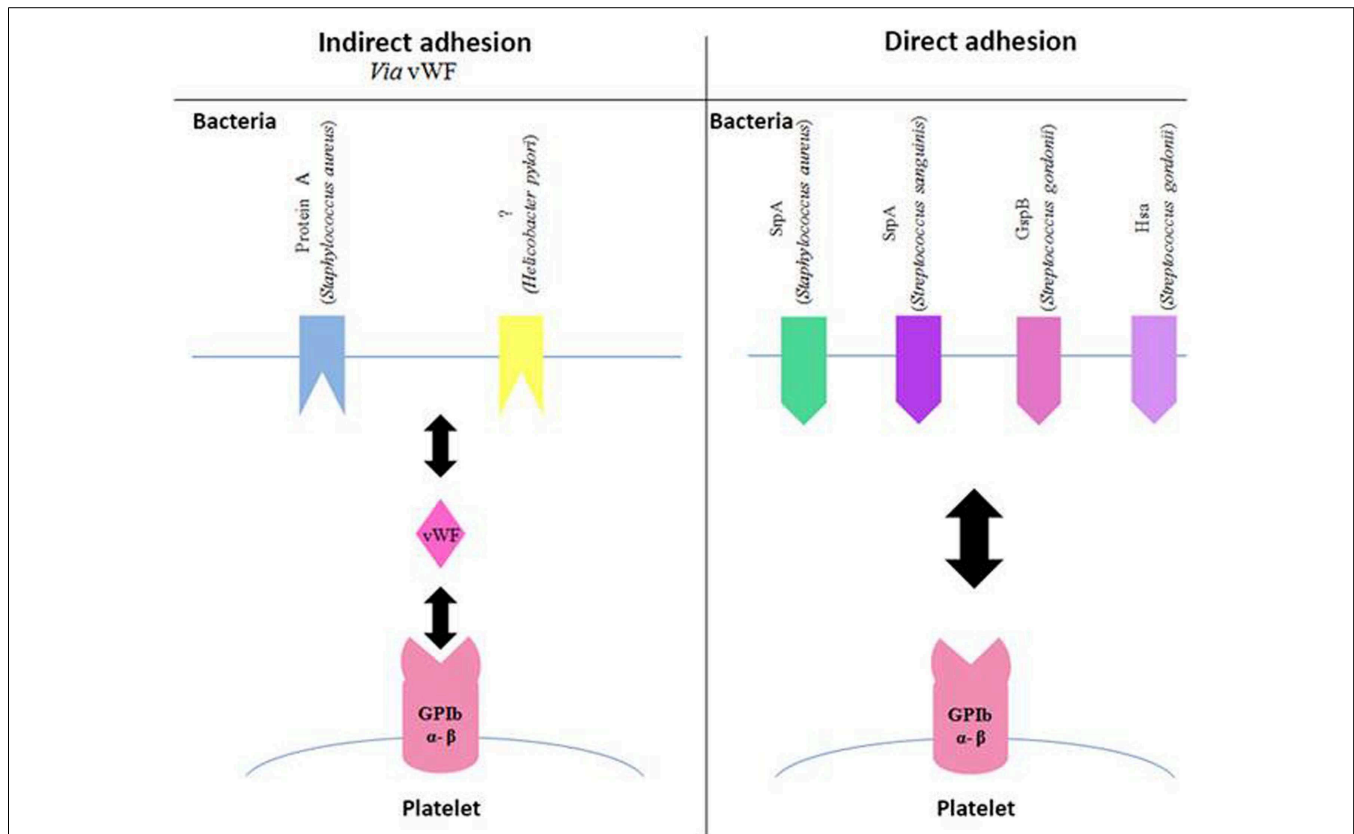 Indirect adhesion
Via vWF
Bacteria
Protein A
(Staphylococcus aureus)
?
(Helicobacter pylori)
vWF
GPIb
α- β
Platelet
Direct adhesion
Bacteria
SrpA
(Staphylococcus aureus)
SrpA
(Streptococcus sanguinis)
GspB
(Streptococcus gordonii)
Hsa
(Streptococcus gordonii)
GPIb
α- β
Platelet